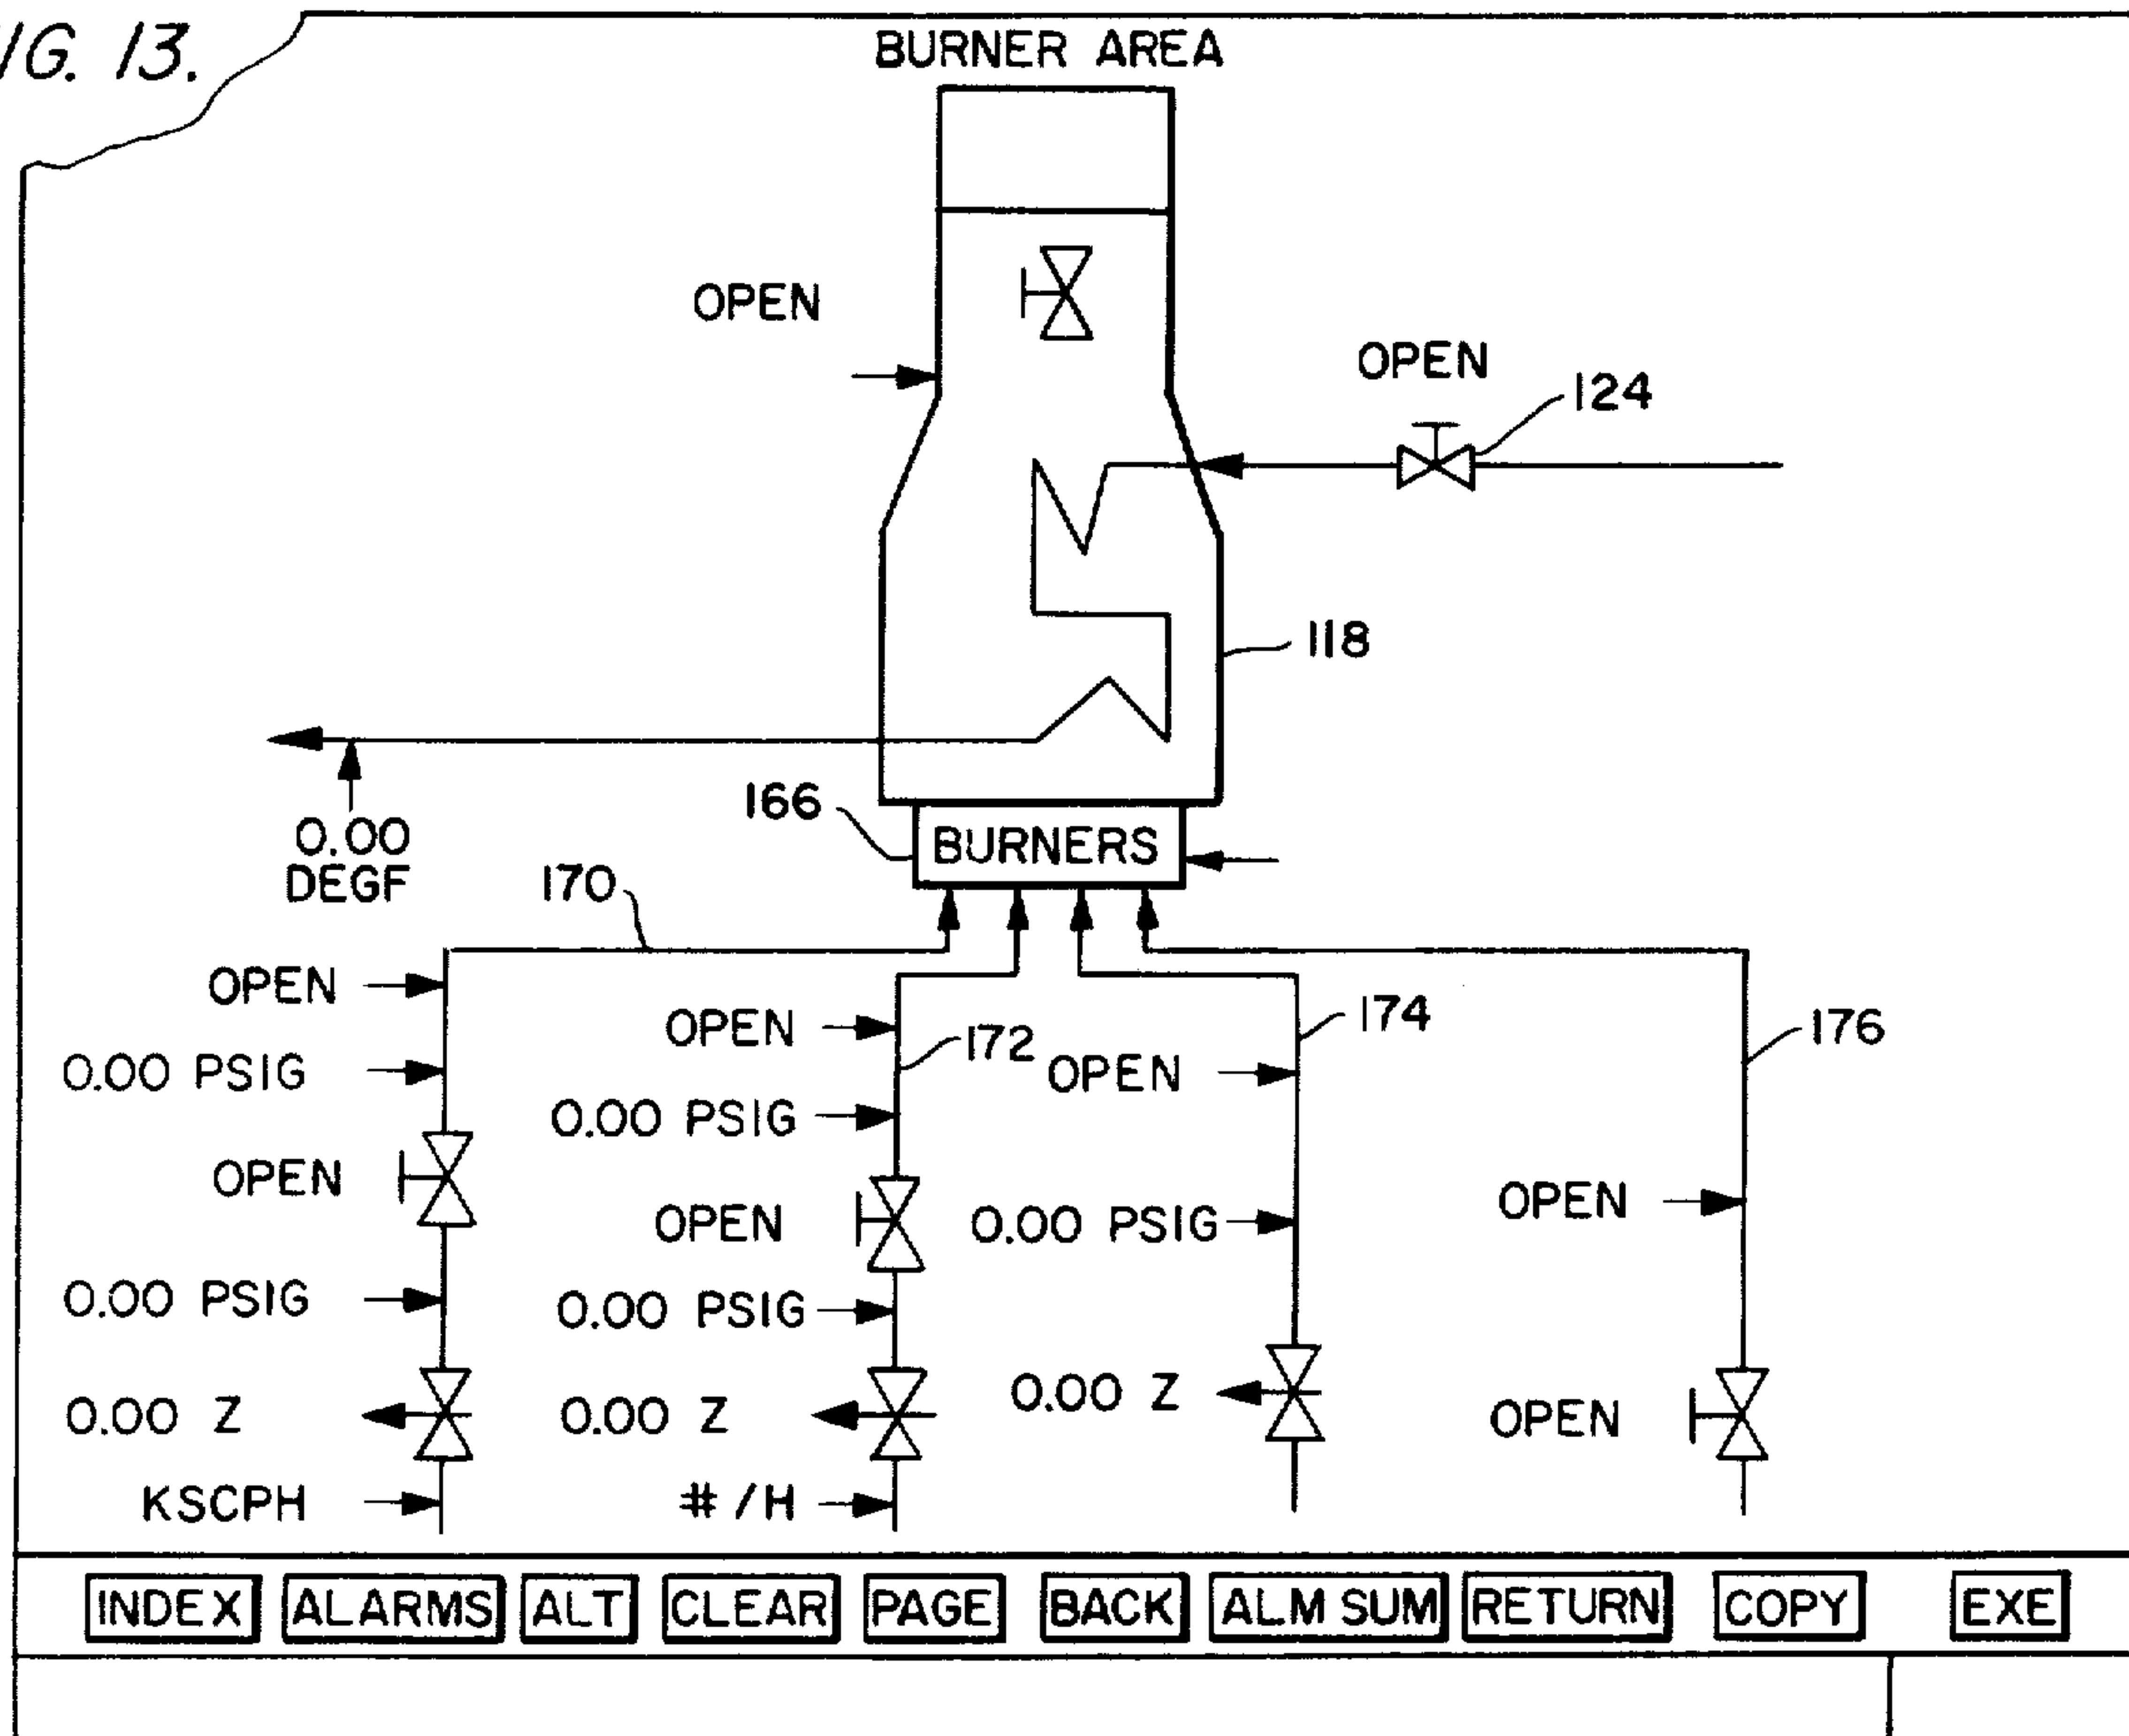 IG. 13.
BURNER AREA
OPEN
OPEN
124
118
166
BURNERS
0.00
DEGF
170
OPEN
OPEN
172
174
176
0.00 PSIG
OPEN
0.00 PSIG
OPEN
OPEN
OPEN
0.00 PSIG
0.00 PSIG
0.00 PSIG
0.00 Z
0.00 Z
0.00 Z
OPEN
KSCPH
#/H
INDEX ALARMS ALT CLEAR PAGE BACK ALM SUM RETURN COPY EXE